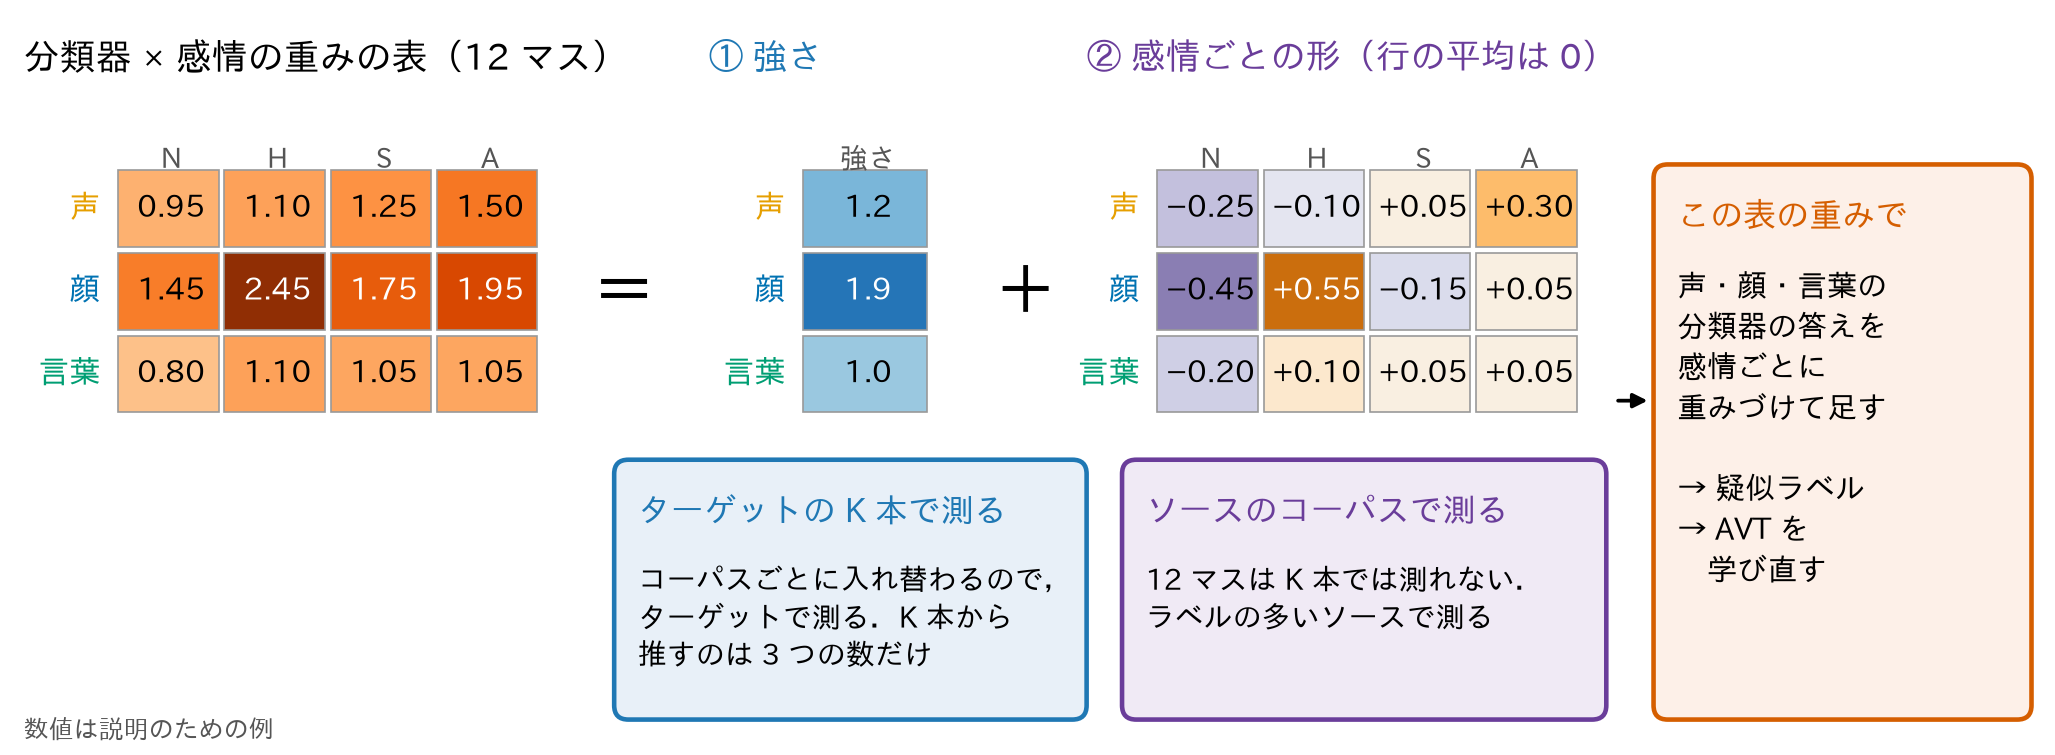 分類器 × 感情の重みの表（12 マス）
① 強さ
② 感情ごとの形（行の平均は 0）
N H S A
声 0.95 1.10 1.25 1.50
顔 1.45 2.45 1.75 1.95
言葉 0.80 1.10 1.05 1.05
=
強さ
声 1.2
顔 1.9
言葉 1.0
+
N H S A
声 −0.25 −0.10 +0.05 +0.30
顔 −0.45 +0.55 −0.15 +0.05
言葉 −0.20 +0.10 +0.05 +0.05
ターゲットの K 本で測る
コーパスごとに入れ替わるので，
ターゲットで測る．K 本から
推すのは 3 つの数だけ
ソースのコーパスで測る
12 マスは K 本では測れない．
ラベルの多いソースで測る
この表の重みで
声・顔・言葉の
分類器の答えを
感情ごとに
重みづけて足す
→ 疑似ラベル
→ AVT を
学び直す
数値は説明のための例